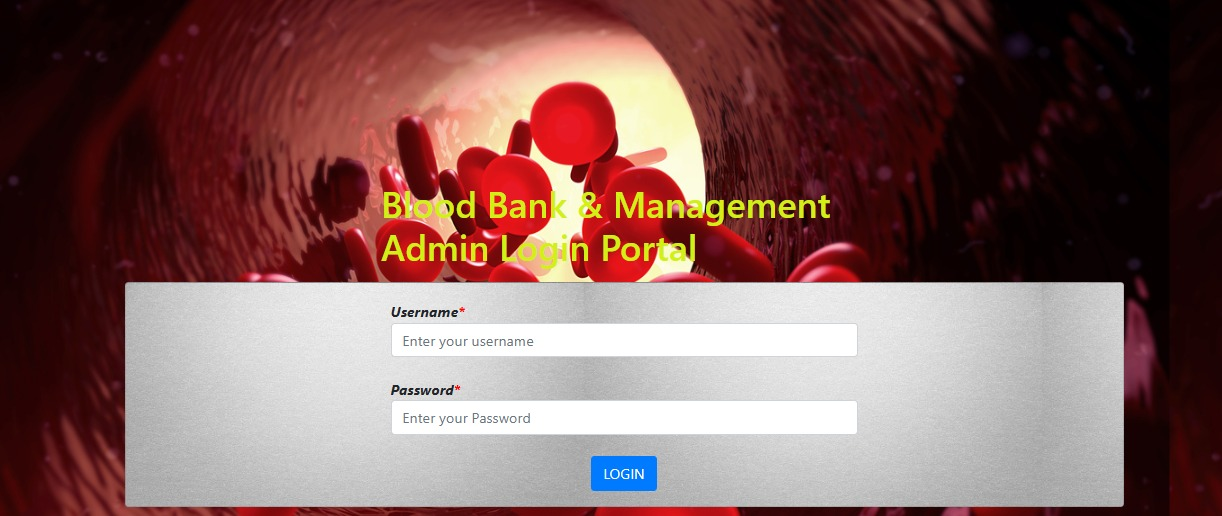 Blood Bank & Management
Admin Login Portal
Username*
Enter your username
Password*
Enter your Password
LOGIN